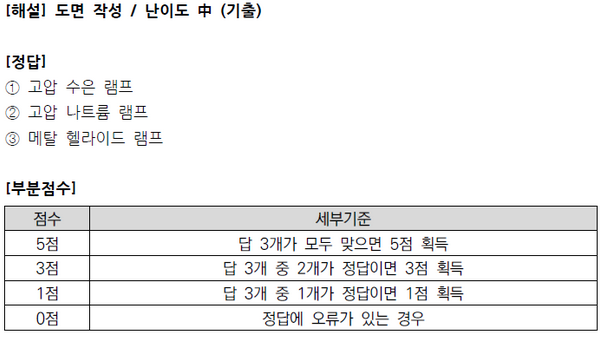 [해설] 도면 작성 / 난이도 中 (기출)
[정답]
① 고압 수은 램프
② 고압 나트륨 램프
③ 메탈 헬라이드 램프
[부분점수]
점수 세부기준
5점 답 3개가 모두 맞으면 5점 획득
3점 답 3개 중 2개가 정답이면 3점 획득
1점 답 3개 중 1개가 정답이면 1점 획득
0점 정답에 오류가 있는 경우